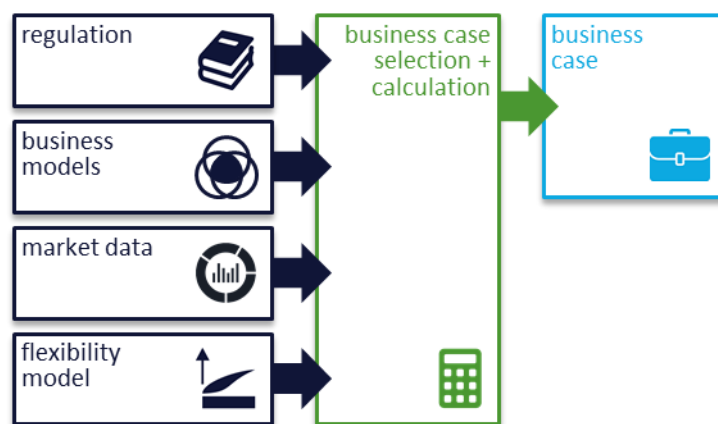 regulation
business
models
market data
flexibility
model
business case
selection +
calculation
business
case